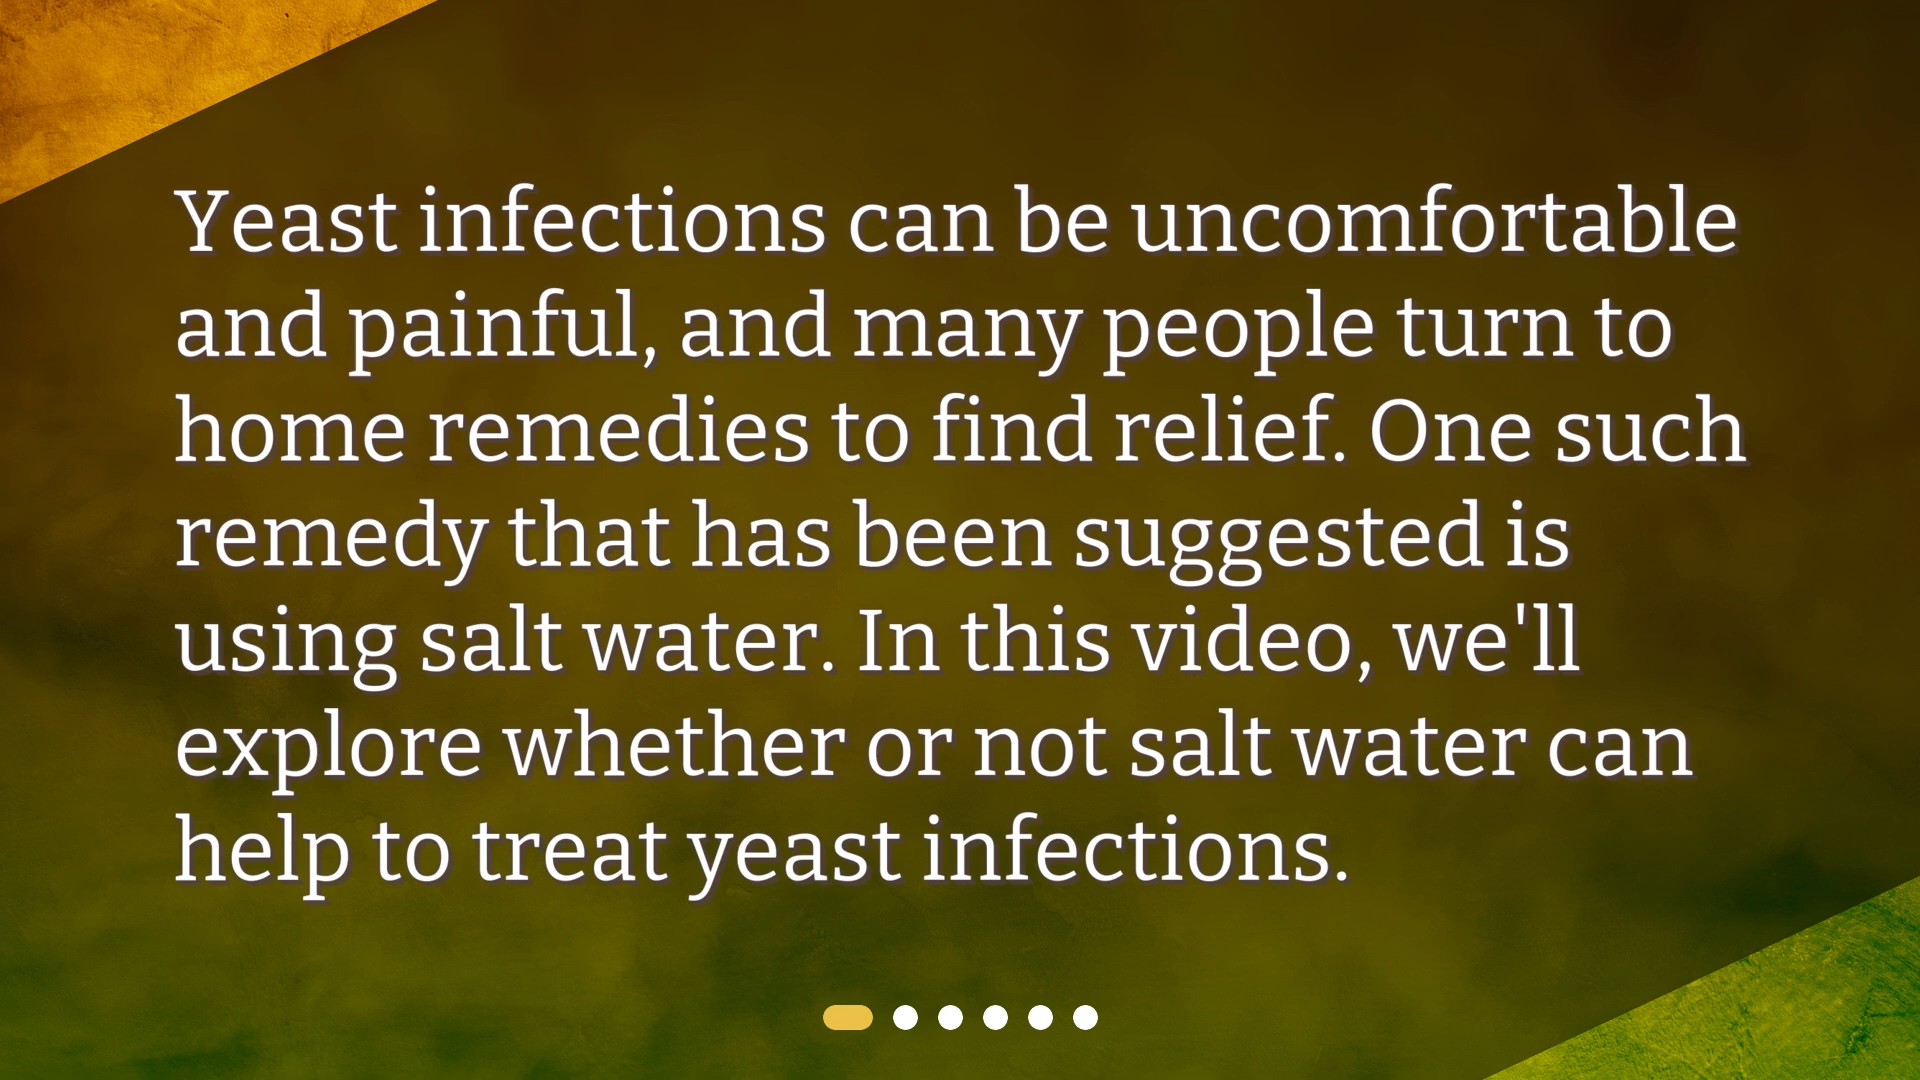 Yeast infections can be uncomfortable
and painful, and many people turn to
home remedies to find relief. One such
remedy that has been suggested is
using salt water. In this video, we'll
explore whether or not salt water can
help to treat yeast infections.